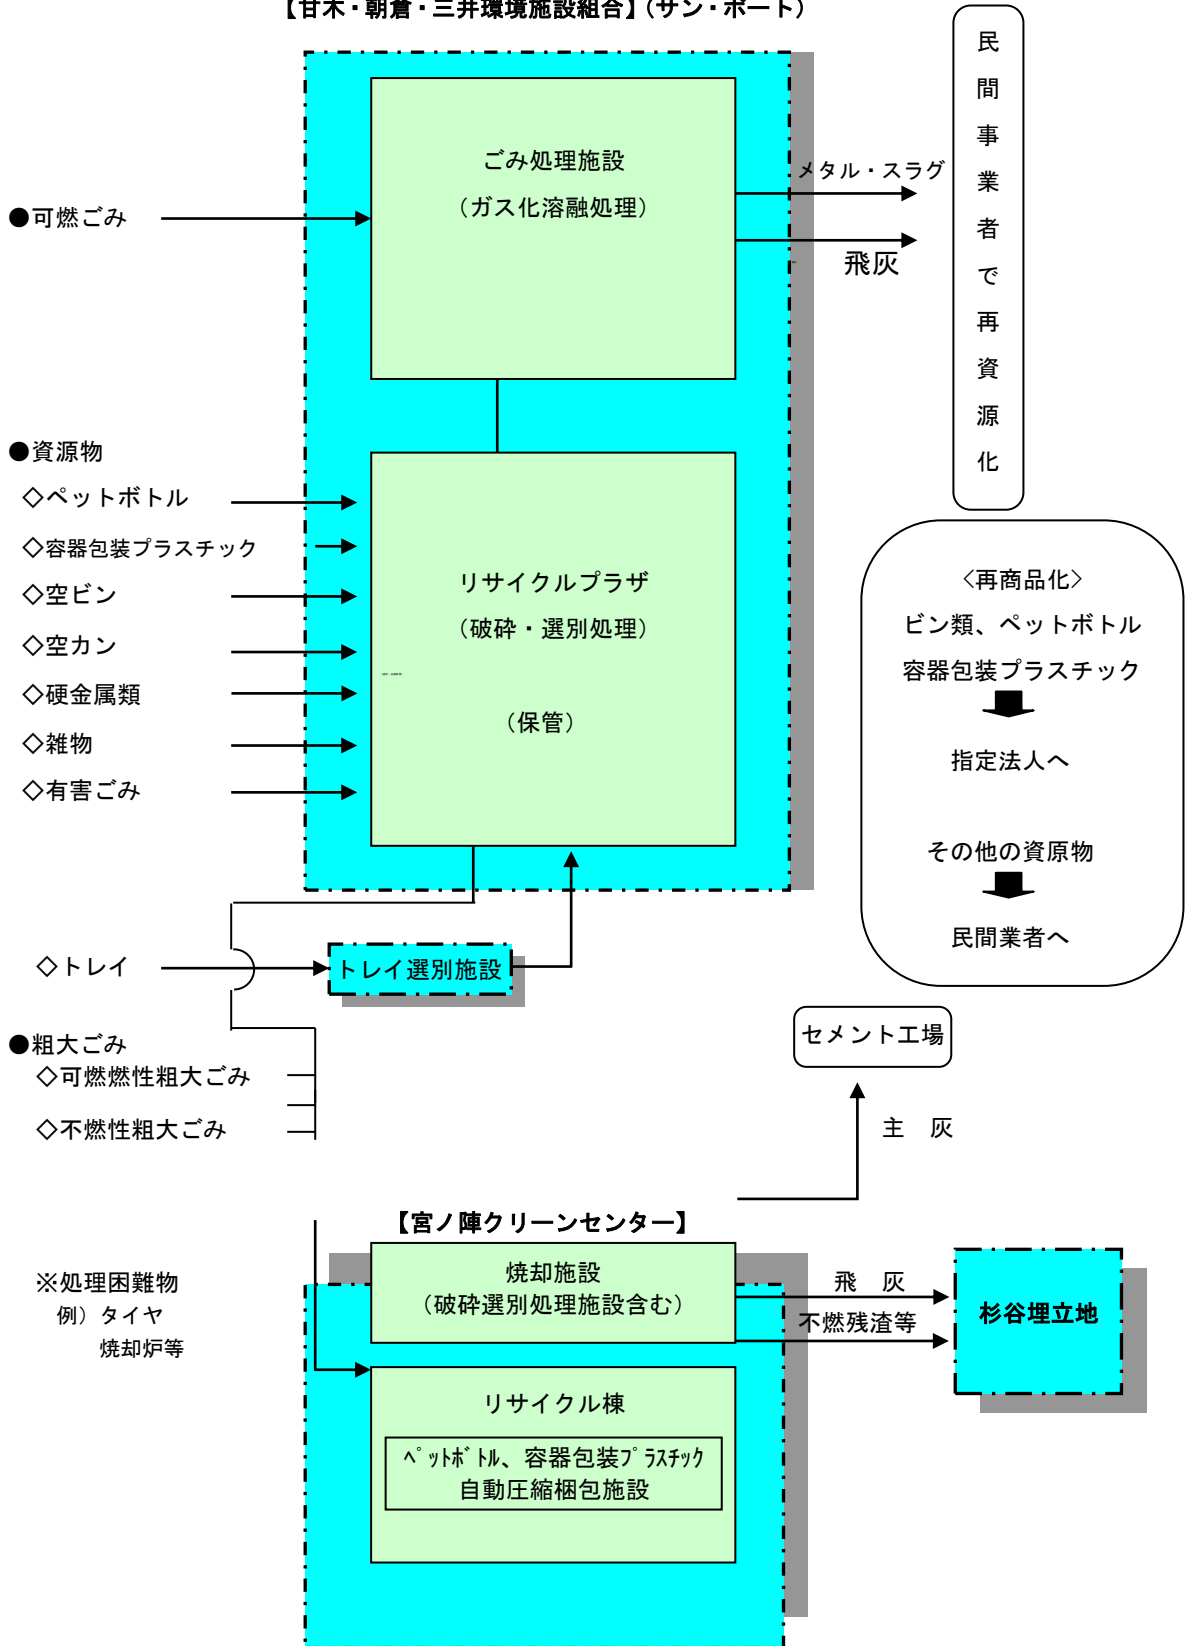 【甘木・朝倉・三井環境施設組合】（サン・ポート）
ごみ処理施設
（ガス化溶融処理）
●可燃ごみ
メタル・スラグ
飛灰
民間事業者で再資源化
●資源物
◇ペットボトル
◇容器包装プラスチック
◇空ビン
◇空カン
◇硬金属類
◇雑物
◇有害ごみ
リサイクルプラザ
（破砕・選別処理）
（保管）
〈再商品化〉
ビン類、ペットボトル
容器包装プラスチック
指定法人へ
その他の資原物
民間業者へ
◇トレイ
トレイ選別施設
●粗大ごみ
◇可燃燃性粗大ごみ
◇不燃性粗大ごみ
セメント工場
主　灰
【宮ノ陣クリーンセンター】
焼却施設
（破砕選別処理施設含む）
飛　灰
不燃残渣等
杉谷埋立地
※処理困難物
例）タイヤ
焼却炉等
リサイクル棟
ﾍﾟｯﾄﾎﾞﾄﾙ、容器包装ﾌﾟﾗｽﾁｯｸ
自動圧縮梱包施設